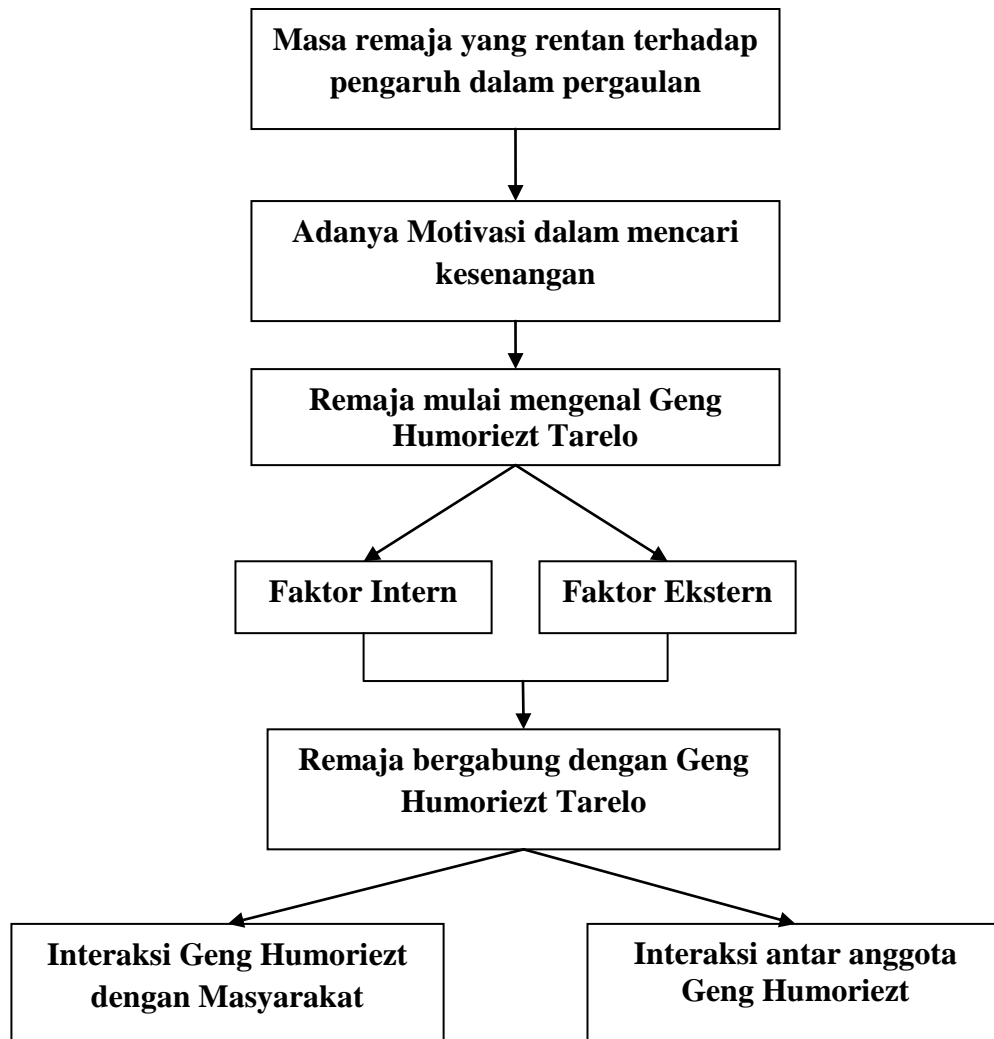 Masa remaja yang rentan terhadap
pengaruh dalam pergaulan
Adanya Motivasi dalam mencari
kesenangan
Remaja mulai mengenal Geng
Humoriezt Tarelo
Faktor Intern
Faktor Ekstern
Remaja bergabung dengan Geng
Humoriezt Tarelo
Interaksi Geng Humoriezt
dengan Masyarakat
Interaksi antar anggota
Geng Humoriezt